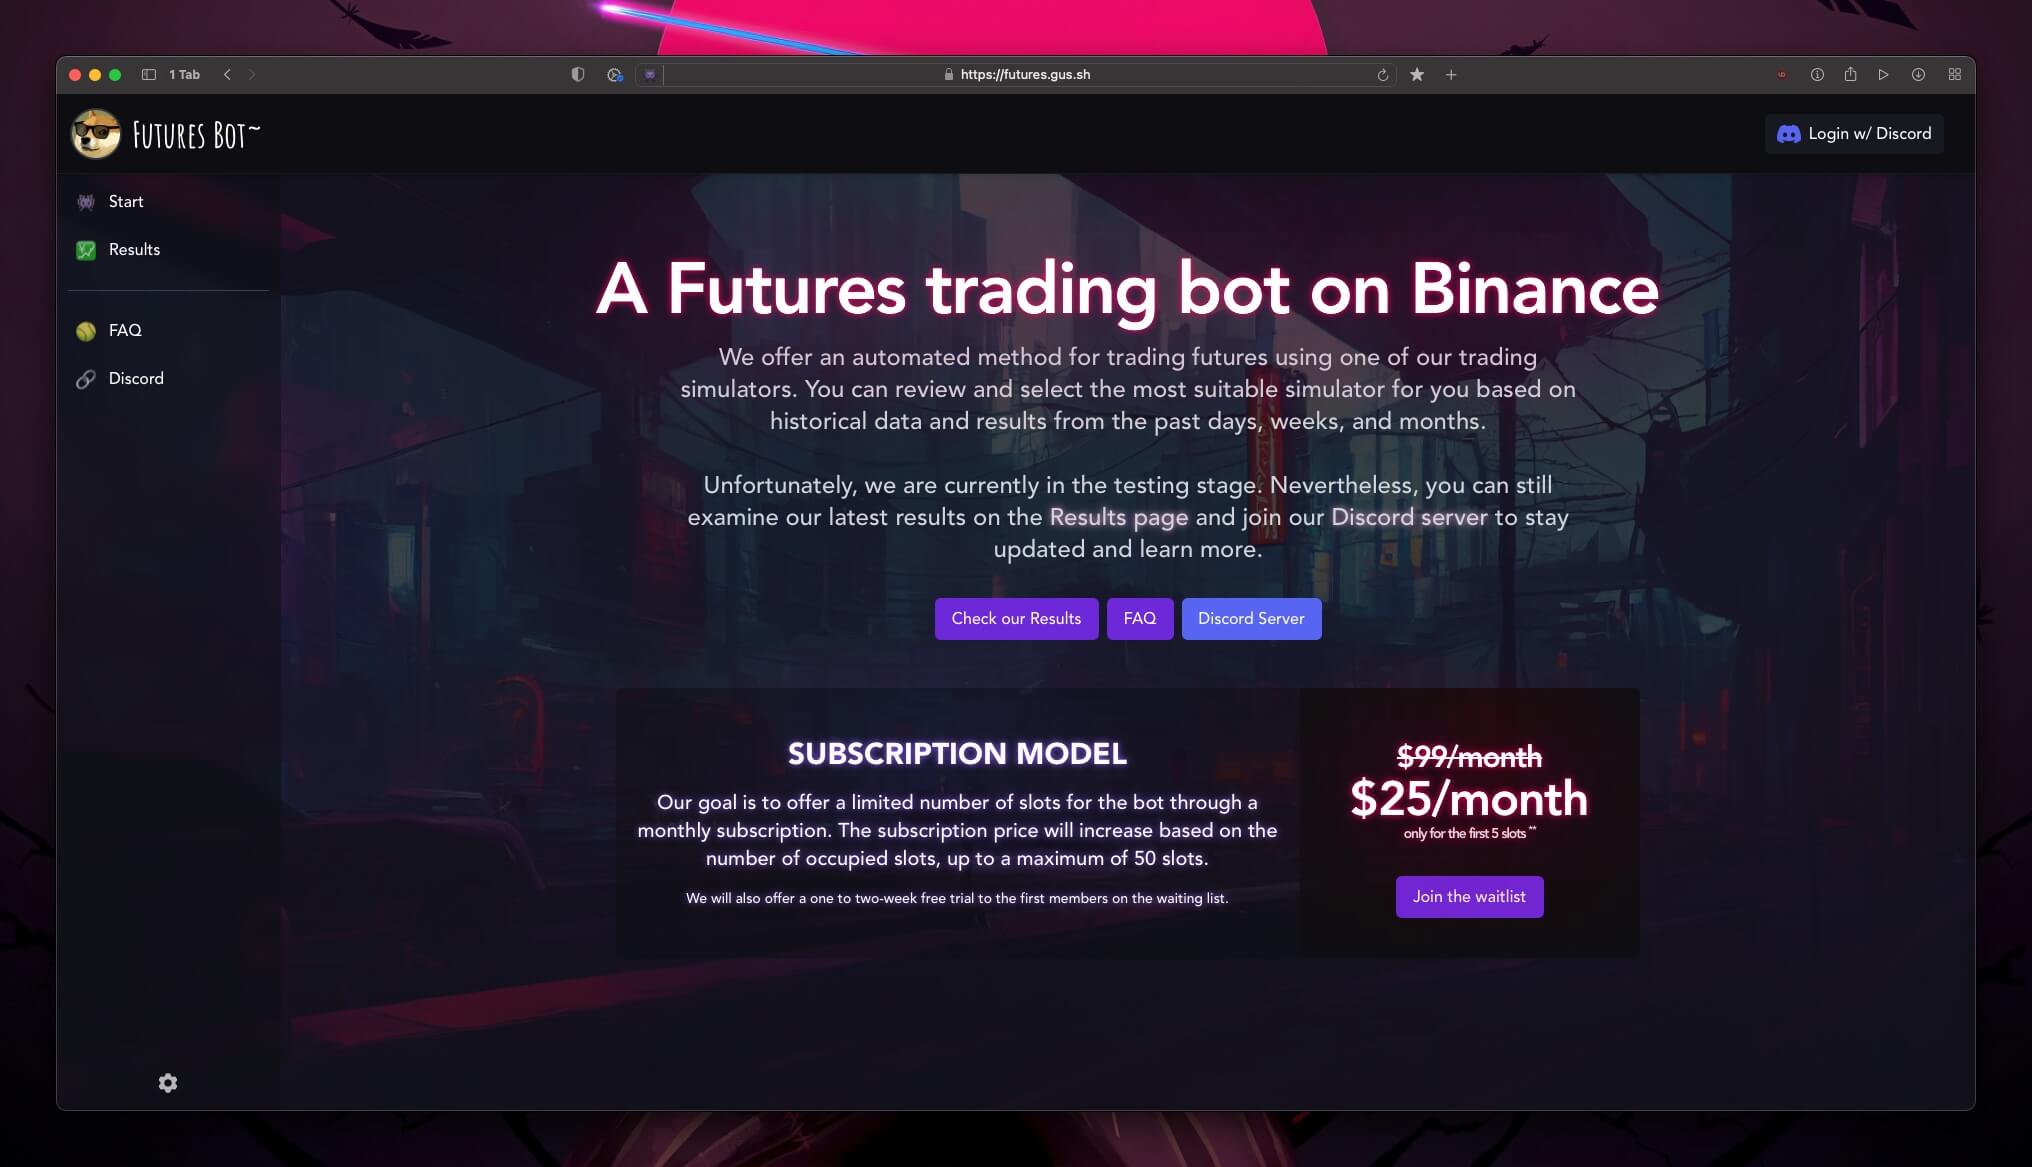 1 Tab
https://futures.gus.sh
Futures Bot~
Login w/ Discord
Start
Results
FAQ
Discord
A Futures trading bot on Binance
We offer an automated method for trading futures using one of our trading
simulators. You can review and select the most suitable simulator for you based on
historical data and results from the past days, weeks, and months.
Unfortunately, we are currently in the testing stage. Nevertheless, you can still
examine our latest results on the Results page and join our Discord server to stay
updated and learn more.
Check our Results
FAQ
Discord Server
SUBSCRIPTION MODEL
Our goal is to offer a limited number of slots for the bot through a
monthly subscription. The subscription price will increase based on the
number of occupied slots, up to a maximum of 50 slots.
We will also offer a one to two-week free trial to the first members on the waiting list.
$99/month
$25/month
only for the first 5 slots **
Join the waitlist